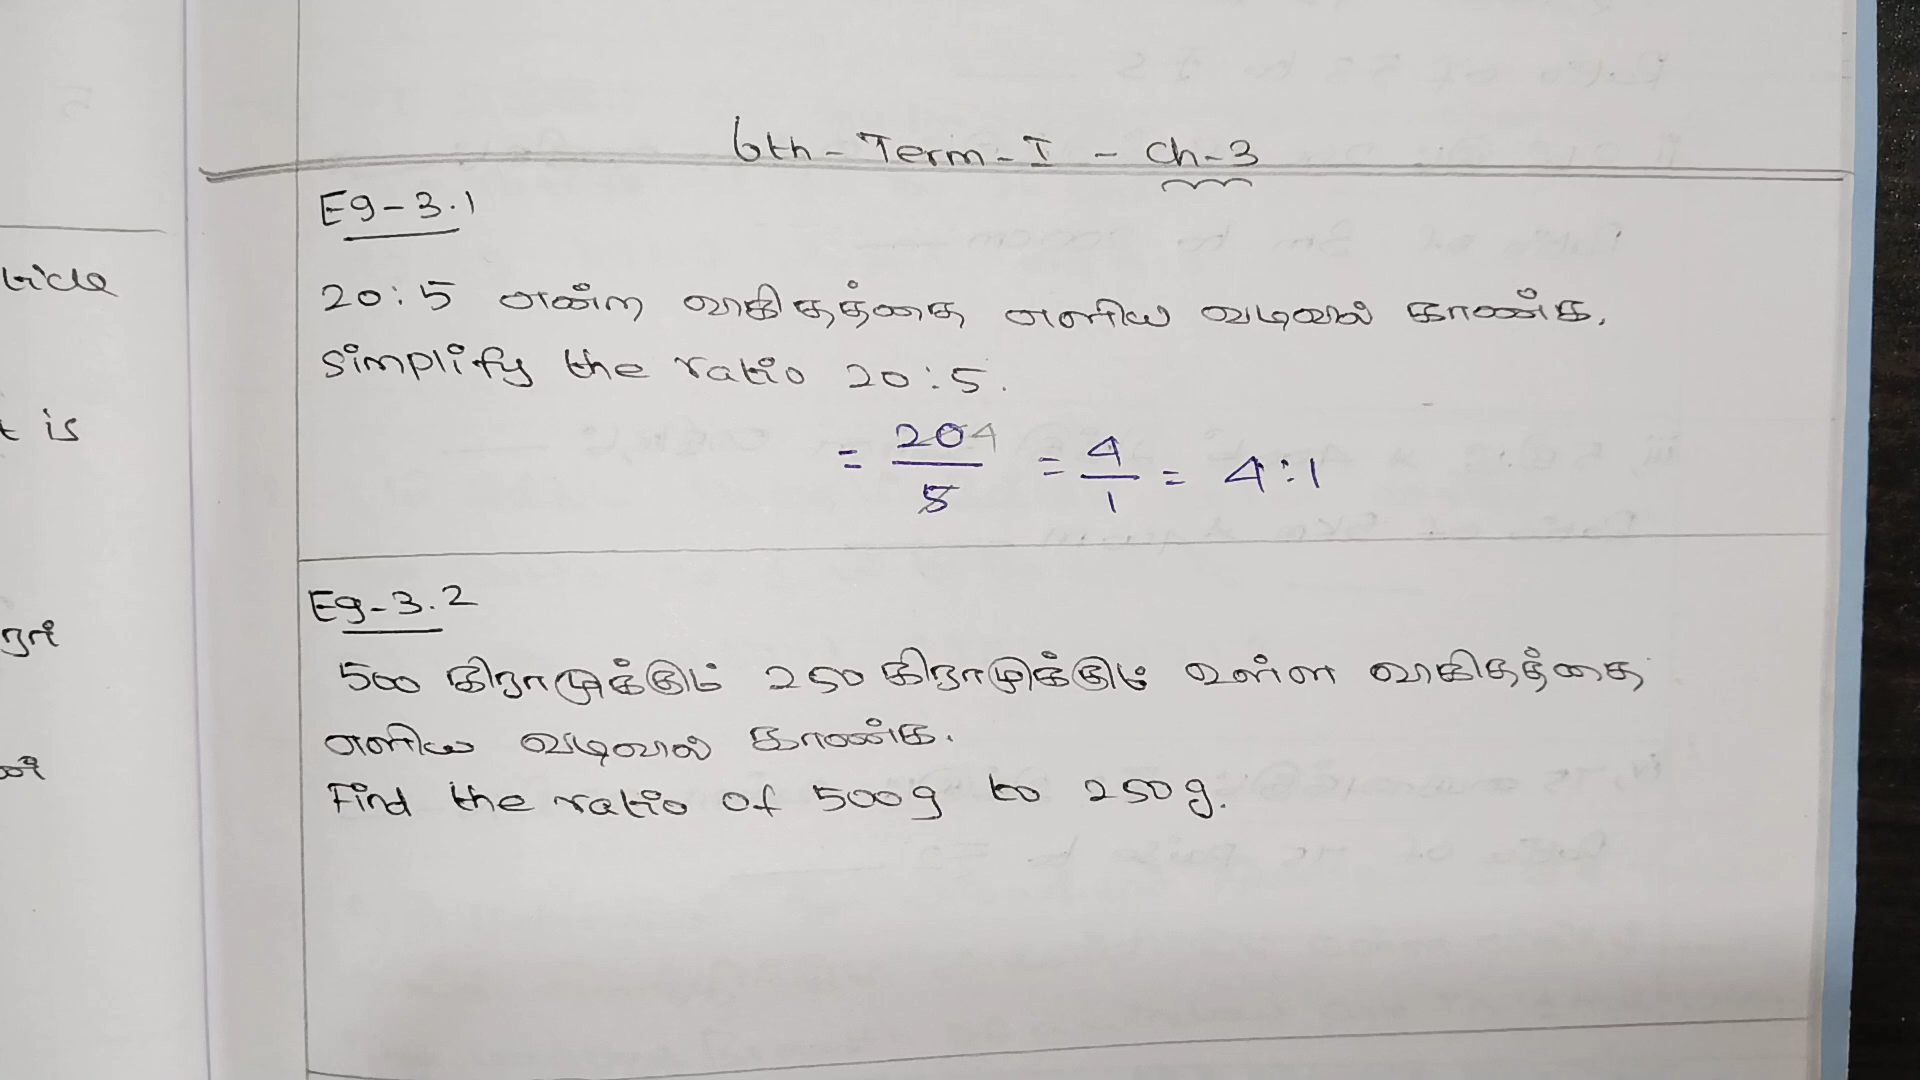 6th - Term - I - Ch-3
Eg-3.1
20:5 என்ற விகிதத்தை எளிய வடிவில் காண்க.
Simplify the ratio 20:5.
= 20 4 / 5 = 4/1 = 4:1
Eg-3.2
500 கிராமுக்கும் 250 கிராமுக்கும் உள்ள விகிதத்தை
எளிய வடிவில் காண்க.
Find the ratio of 500g to 250g.
t is